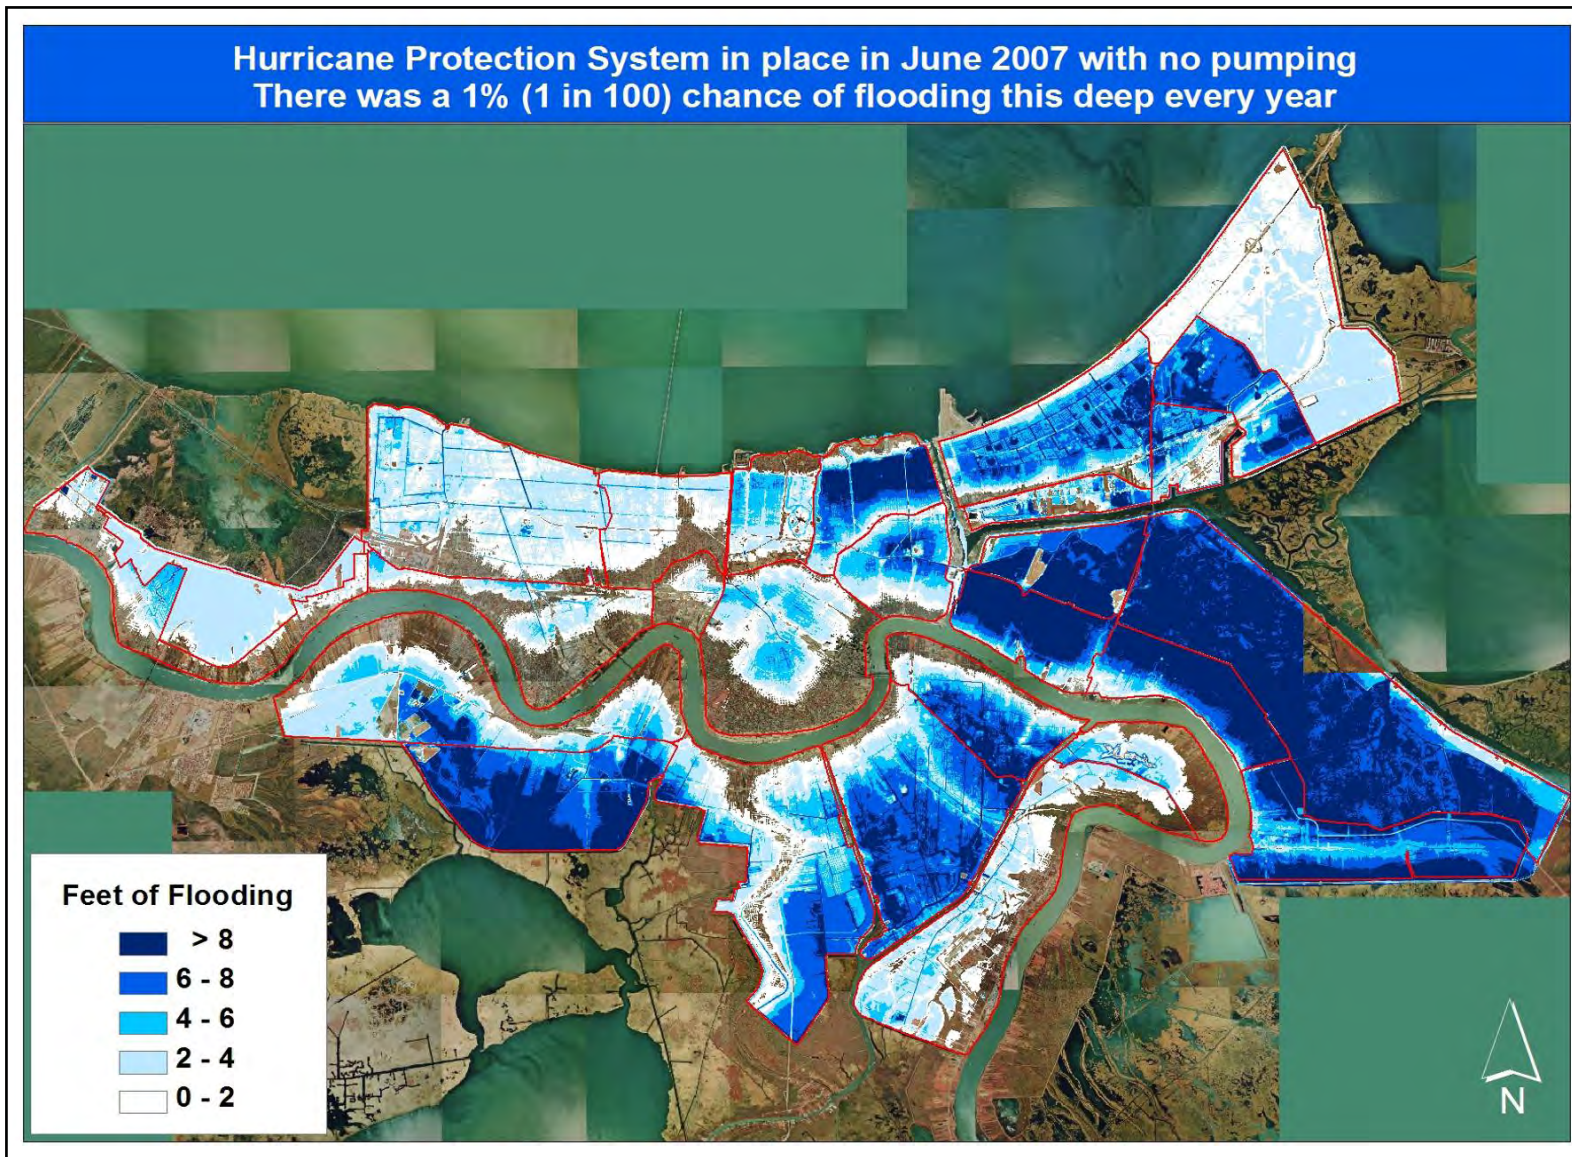 Hurricane Protection System in place in June 2007 with no pumping
There was a 1% (1 in 100) chance of flooding this deep every year
Feet of Flooding
> 8
6 - 8
4 - 6
2 - 4
0 - 2
N